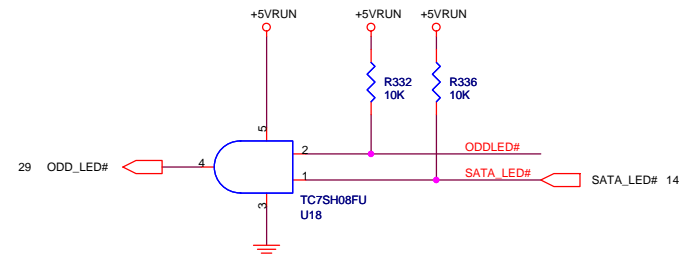 +5VRUN +5VRUN +5VRUN
R332 R336
10K 10K
5
2 ODDLED#
29 ODD_LED# 4
1 SATA_LED# SATA_LED# 14
3
TC7SH08FU
U18